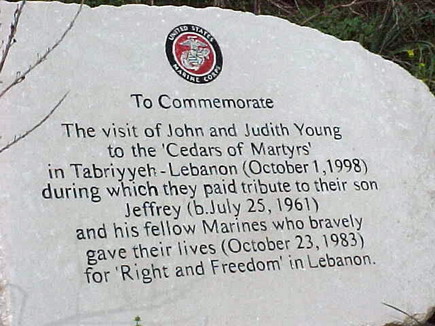 UNITED STATES
MARINE CORPS
To Commemorate
The visit of John and Judith Young
to the 'Cedars of Martyrs'
in Tabriyyeh-Lebanon (October 1,1998)
during which they paid tribute to their son
Jeffrey (b.July 25, 1961)
and his fellow Marines who bravely
gave their lives (October 23, 1983)
for 'Right and Freedom' in Lebanon.